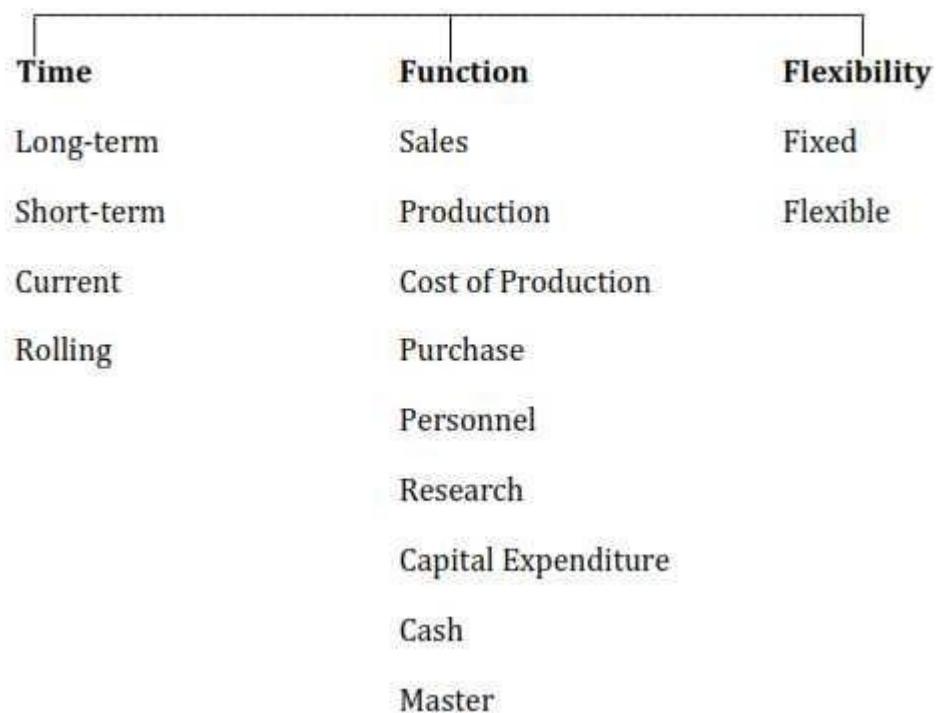 Time Function Flexibility
Long-term Sales Fixed
Short-term Production Flexible
Current Cost of Production
Rolling Purchase
Personnel
Research
Capital Expenditure
Cash
Master